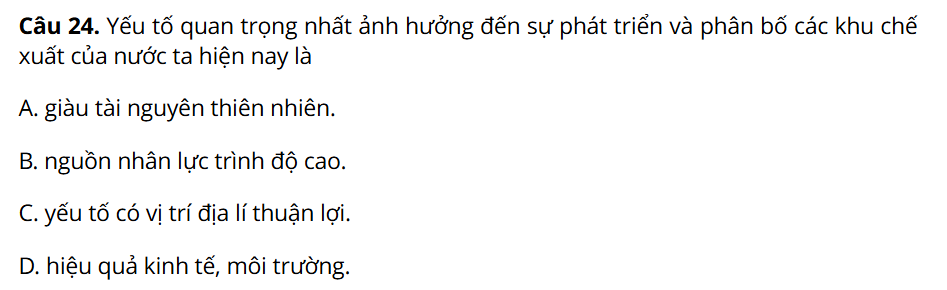 Câu 24. Yếu tố quan trọng nhất ảnh hưởng đến sự phát triển và phân bố các khu chế
xuất của nước ta hiện nay là
A. giàu tài nguyên thiên nhiên.
B. nguồn nhân lực trình độ cao.
C. yếu tố có vị trí địa lí thuận lợi.
D. hiệu quả kinh tế, môi trường.